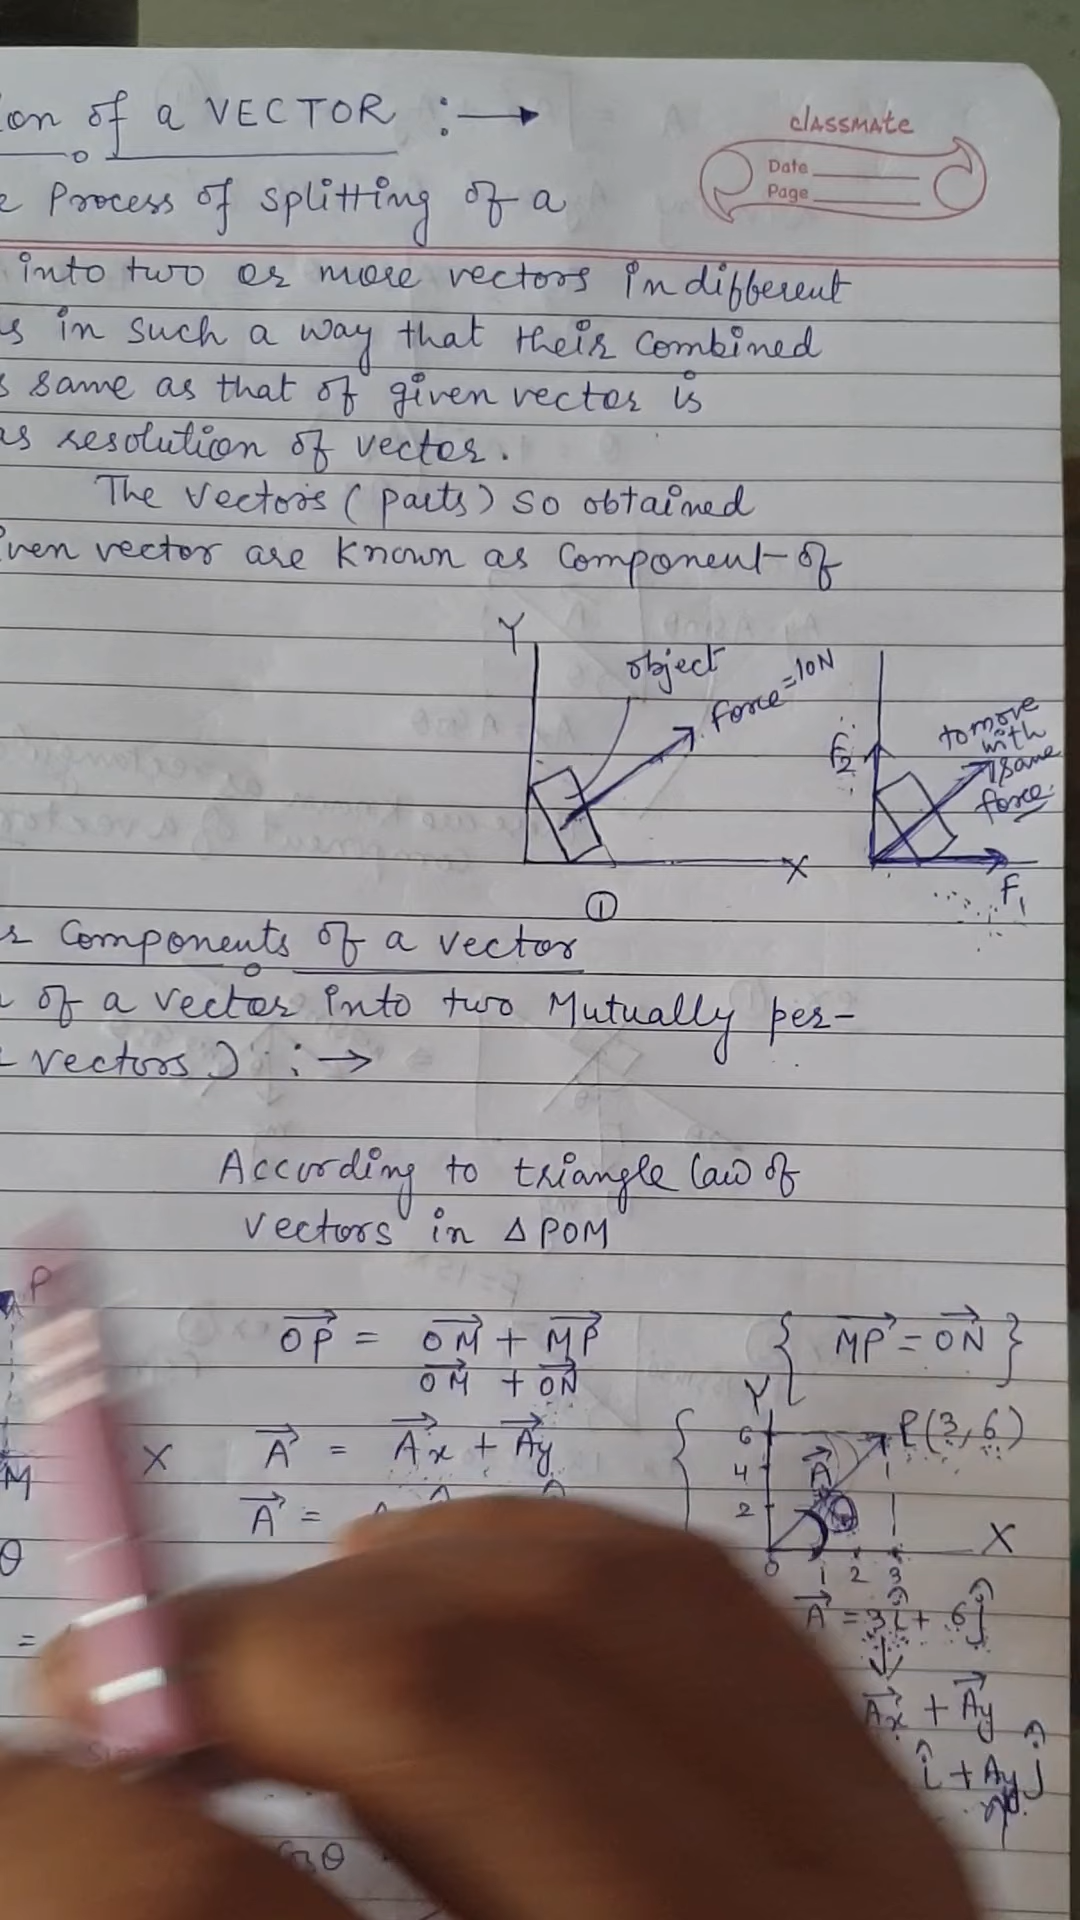 ion of a VECTOR :→
classmate
Date
Page
e Process of splitting of a
into two or more vectors in different
s in such a way that their combined
s same as that of given vector is
as resolution of vector.
The vectors (parts) so obtained
iven vector are known as component of
Y
object
Force=10N
X
①
F2
to move
with
same
force.
F1
r Components of a vector
n of a vector into two Mutually per-
r vectors) :→
According to triangle law of
vectors in Δ POM
P
OP = OM + MP { MP = ON }
OM + ON
M
X
A = Ax + Ay
A =
θ
=
Y
6
4
2
0
1 2 3
X
A
P(3,6)
A = 3î + 6ĵ
↓
Ax + Ay
î + Ayĵ
θ